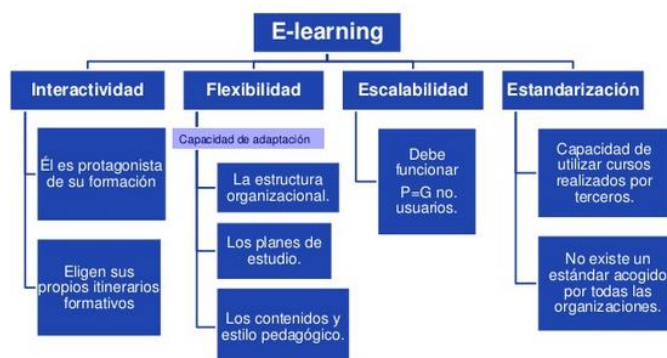 E-learning
Interactividad
Flexibilidad
Escalabilidad
Estandarización
Él es protagonista
de su formación
Eligen sus
propios itinerarios
formativos
Capacidad de adaptación
La estructura
organizacional.
Los planes de
estudio.
Los contenidos y
estilo pedagógico.
Debe
funcionar
P=G no.
usuarios.
Capacidad de
utilizar cursos
realizados por
terceros.
No existe un
estándar acogido
por todas las
organizaciones.